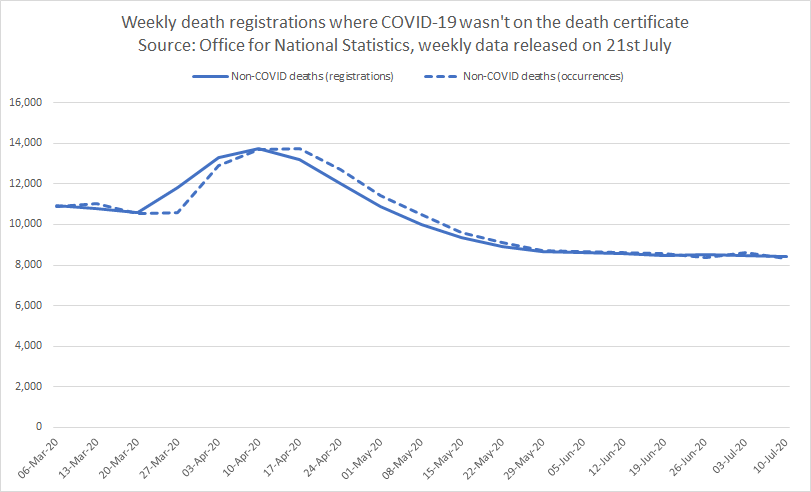 Weekly death registrations where COVID-19 wasn't on the death certificate
Source: Office for National Statistics, weekly data released on 21st July
Non-COVID deaths (registrations)
Non-COVID deaths (occurrences)
16,000
14,000
12,000
10,000
8,000
6,000
4,000
2,000
0
06-Mar-20
13-Mar-20
20-Mar-20
27-Mar-20
03-Apr-20
10-Apr-20
17-Apr-20
24-Apr-20
01-May-20
08-May-20
15-May-20
22-May-20
29-May-20
05-Jun-20
12-Jun-20
19-Jun-20
26-Jun-20
03-Jul-20
10-Jul-20